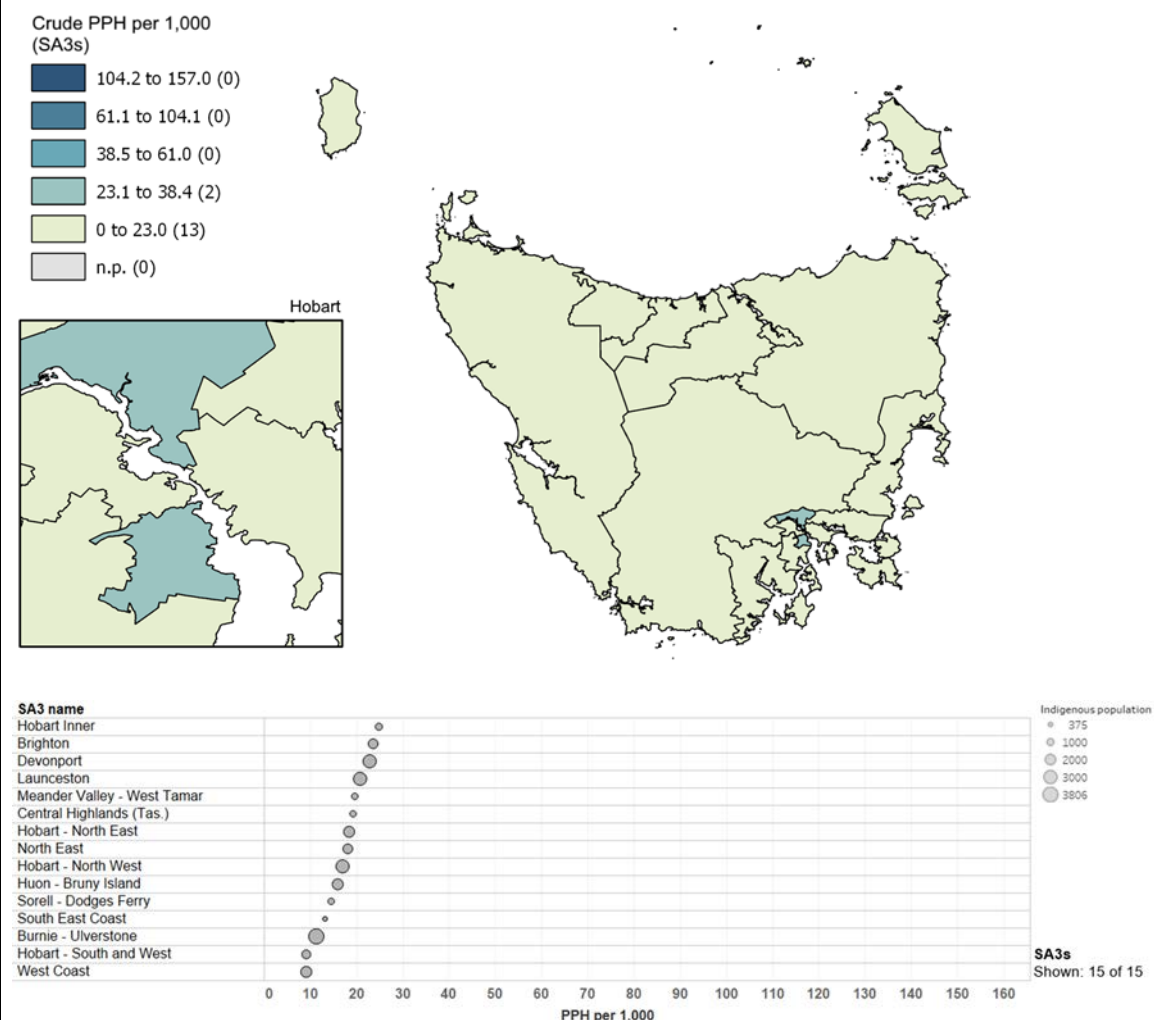 Crude PPH per 1,000
(SA3s)
104.2 to 157.0 (0)
61.1 to 104.1 (0)
38.5 to 61.0 (0)
23.1 to 38.4 (2)
0 to 23.0 (13)
n.p. (0)
Hobart
SA3 name
Hobart Inner
Brighton
Devonport
Launceston
Meander Valley - West Tamar
Central Highlands (Tas.)
Hobart - North East
North East
Hobart - North West
Huon - Bruny Island
Sorell - Dodges Ferry
South East Coast
Burnie - Ulverstone
Hobart - South and West
West Coast
Indigenous population
375
1000
2000
3000
3806
SA3s
Shown: 15 of 15
0 10 20 30 40 50 60 70 80 90 100 110 120 130 140 150 160
PPH per 1,000